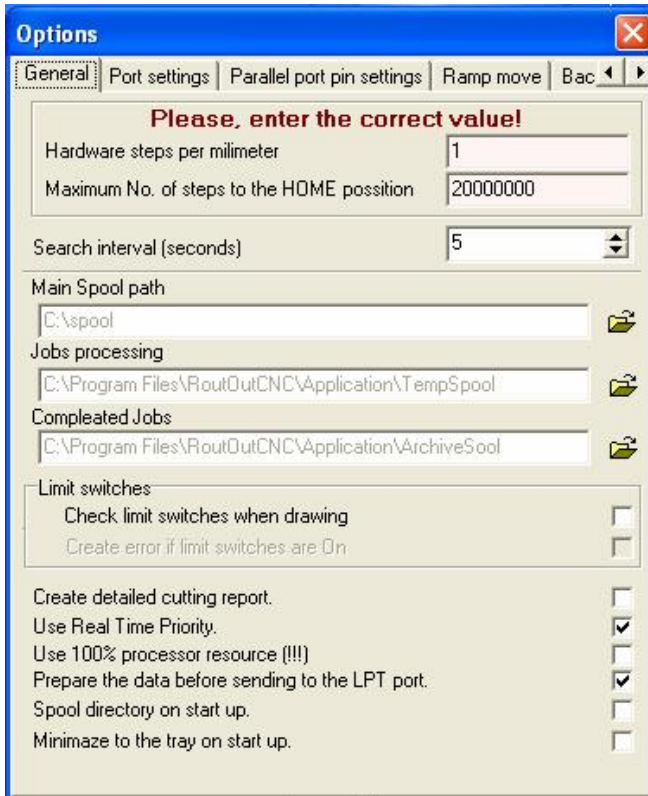 Options
General Port settings Parallel port pin settings Ramp move Bac
Please, enter the correct value!
Hardware steps per milimeter 1
Maximum No. of steps to the HOME possition 20000000
Search interval (seconds) 5
Main Spool path
C:\spool
Jobs processing
C:\Program Files\RoutOutCNC\Application\TempSpool
Compleated Jobs
C:\Program Files\RoutOutCNC\Application\ArchiveSool
Limit switches
Check limit switches when drawing
Create error if limit switches are On
Create detailed cutting report.
Use Real Time Priority.
Use 100% processor resource (!!!)
Prepare the data before sending to the LPT port.
Spool directory on start up.
Minimaze to the tray on start up.